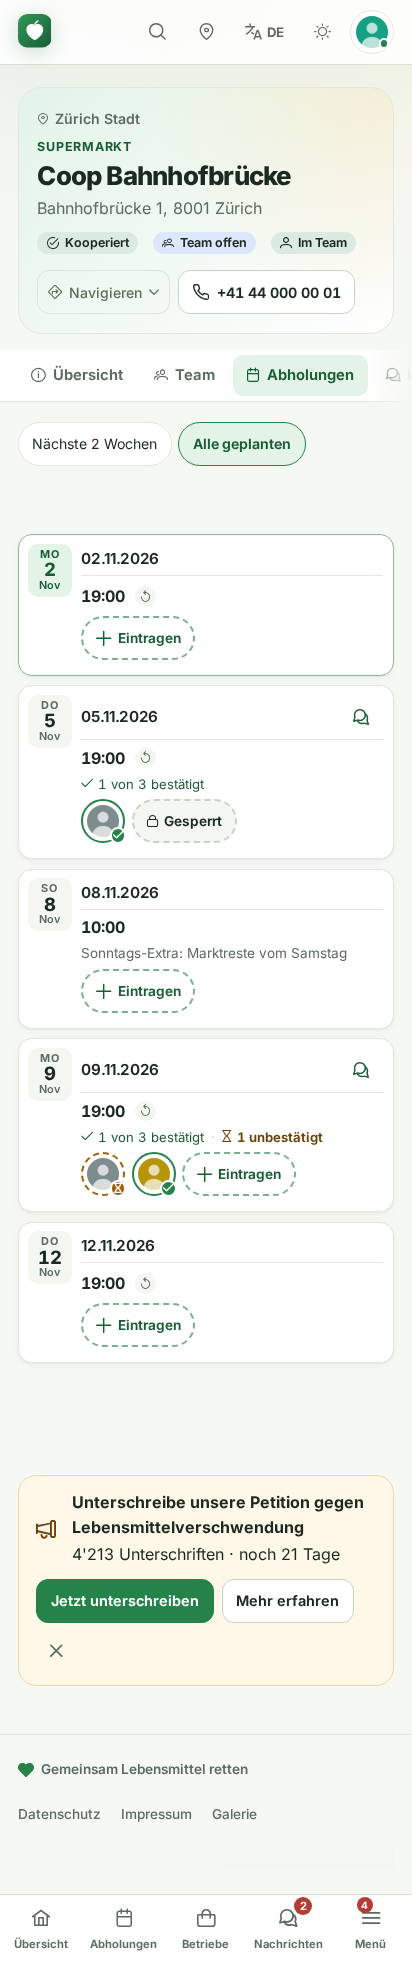 DE
Zürich Stadt
SUPERMARKT
Coop Bahnhofbrücke
Bahnhofbrücke 1, 8001 Zürich
Kooperiert Team offen Im Team
Navigieren +41 44 000 00 01
Übersicht Team Abholungen
Nächste 2 Wochen Alle geplanten
MO 2 Nov
02.11.2026
19:00
Eintragen
DO 5 Nov
05.11.2026
19:00
1 von 3 bestätigt
Gesperrt
SO 8 Nov
08.11.2026
10:00
Sonntags-Extra: Marktreste vom Samstag
Eintragen
MO 9 Nov
09.11.2026
19:00
1 von 3 bestätigt · 1 unbestätigt
Eintragen
DO 12 Nov
12.11.2026
19:00
Eintragen
Unterschreibe unsere Petition gegen
Lebensmittelverschwendung
4'213 Unterschriften · noch 21 Tage
Jetzt unterschreiben Mehr erfahren
Gemeinsam Lebensmittel retten
Datenschutz Impressum Galerie
2 4
Übersicht Abholungen Betriebe Nachrichten Menü